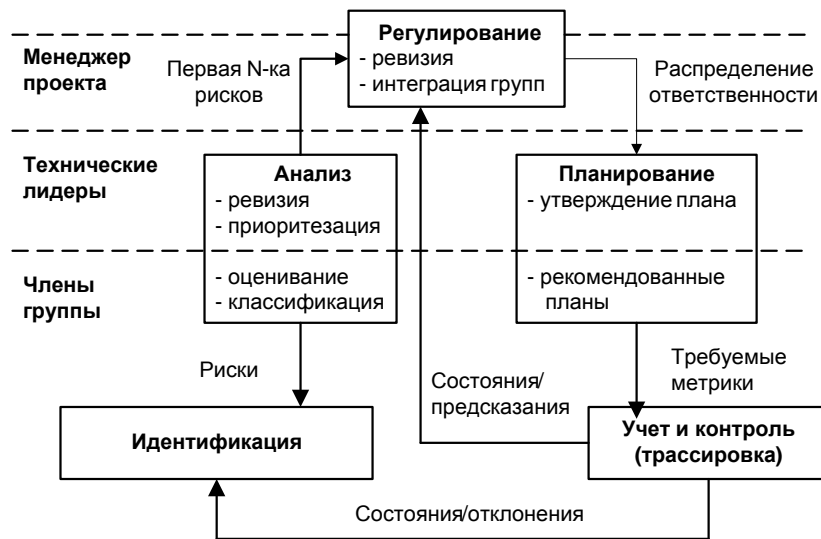 Регулирование
- ревизия
- интеграция групп
Менеджер
проекта
Первая N-ка
рисков
Распределение
ответственности
Технические
лидеры
Анализ
- ревизия
- приоритезация
Планирование
- утверждение плана
Члены
группы
- оценивание
- классификация
- рекомендованные
планы
Риски
Состояния/
предсказания
Требуемые
метрики
Идентификация
Учет и контроль
(трассировка)
Состояния/отклонения